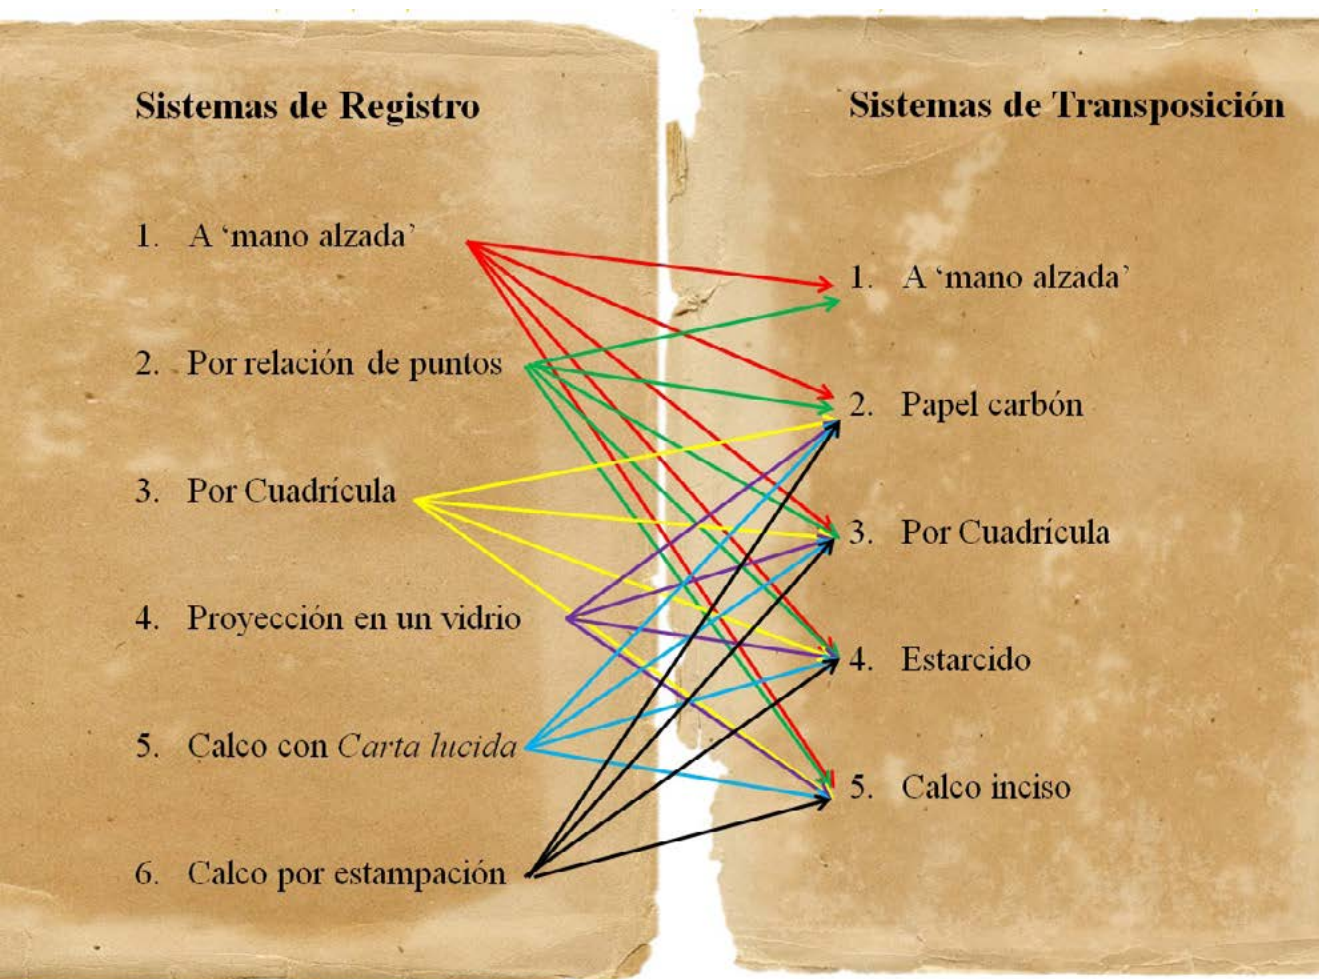 Sistemas de Registro
1. A ‘mano alzada’
2. Por relación de puntos
3. Por Cuadrícula
4. Proyección en un vidrio
5. Calco con Carta lucida
6. Calco por estampación
Sistemas de Transposición
1. A ‘mano alzada’
2. Papel carbón
3. Por Cuadrícula
4. Estarcido
5. Calco inciso